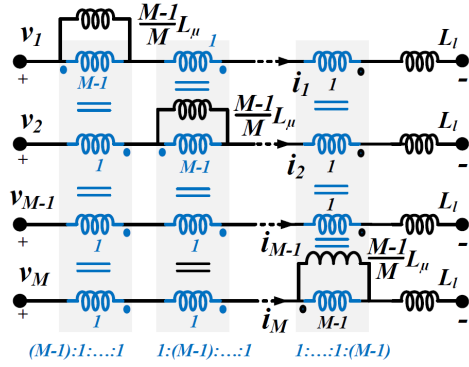 v1 + M-1 M-1/M Lμ 1 i1 1 Ll -
v2 + 1 M-1 M-1/M Lμ i2 1 Ll -
vM-1 + 1 1 iM-1 1 Ll -
vM + 1 1 iM M-1 M-1/M Lμ Ll -
(M-1):1:...:1 1:(M-1):...:1 1:...:1:(M-1)